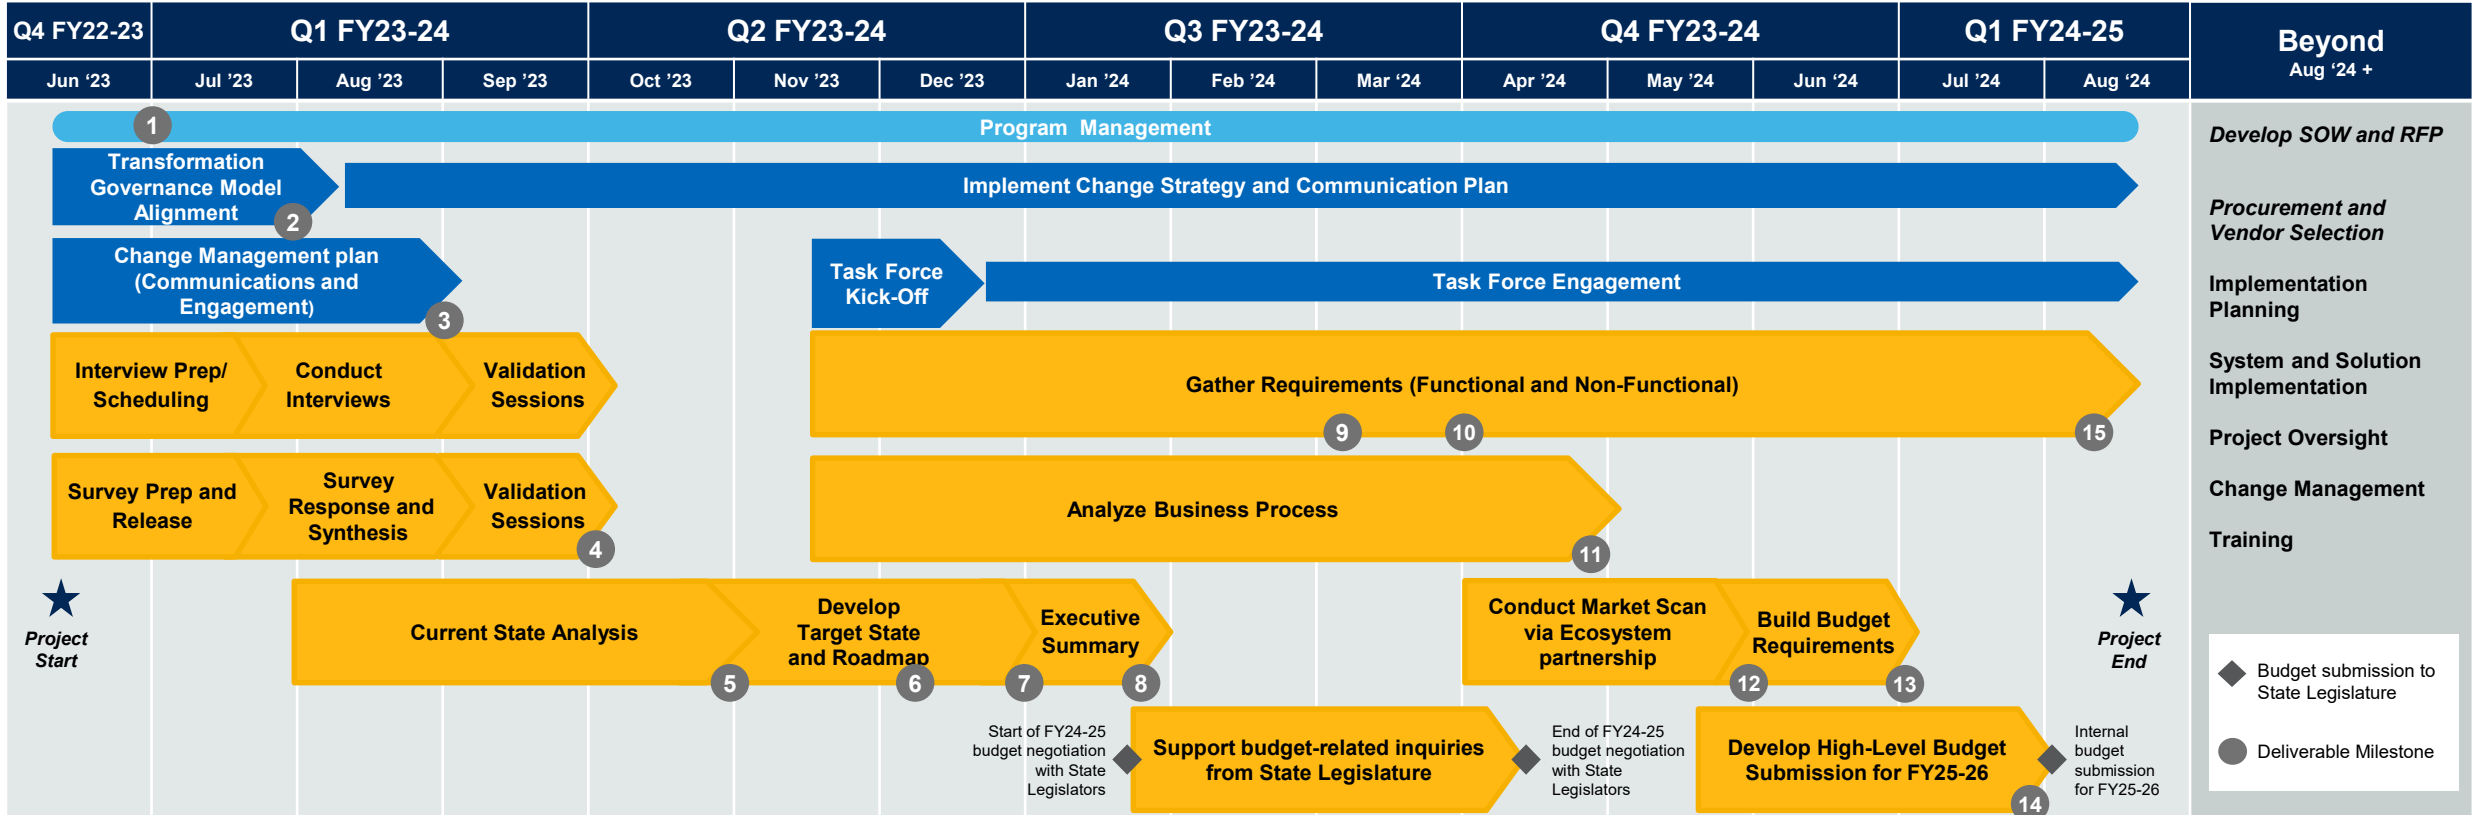 Q4 FY22-23
Q1 FY23-24
Q2 FY23-24
Q3 FY23-24
Q4 FY23-24
Q1 FY24-25
Beyond
Aug ‘24 +
Jun ‘23
Jul ’23
Aug ’23
Sep ’23
Oct ’23
Nov ’23
Dec ’23
Jan ’24
Feb ’24
Mar ‘24
Apr ’24
May ’24
Jun ’24
Jul ’24
Aug ’24
1
Program Management
Transformation
Governance Model
Alignment
2
Implement Change Strategy and Communication Plan
Change Management plan
(Communications and
Engagement)
3
Task Force
Kick-Off
Task Force Engagement
Interview Prep/
Scheduling
Conduct
Interviews
Validation
Sessions
Gather Requirements (Functional and Non-Functional)
9
10
15
Survey Prep and
Release
Survey
Response and
Synthesis
Validation
Sessions
4
Analyze Business Process
11
Project
Start
Current State Analysis
5
Develop
Target State
and Roadmap
6
7
Executive
Summary
8
Conduct Market Scan
via Ecosystem
partnership
12
Build Budget
Requirements
13
Project
End
Start of FY24-25
budget negotiation
with State
Legislators
Support budget-related inquiries
from State Legislature
End of FY24-25
budget negotiation
with State
Legislators
Develop High-Level Budget
Submission for FY25-26
14
Internal
budget
submission
for FY25-26
Develop SOW and RFP
Procurement and
Vendor Selection
Implementation
Planning
System and Solution
Implementation
Project Oversight
Change Management
Training
Budget submission to
State Legislature
Deliverable Milestone